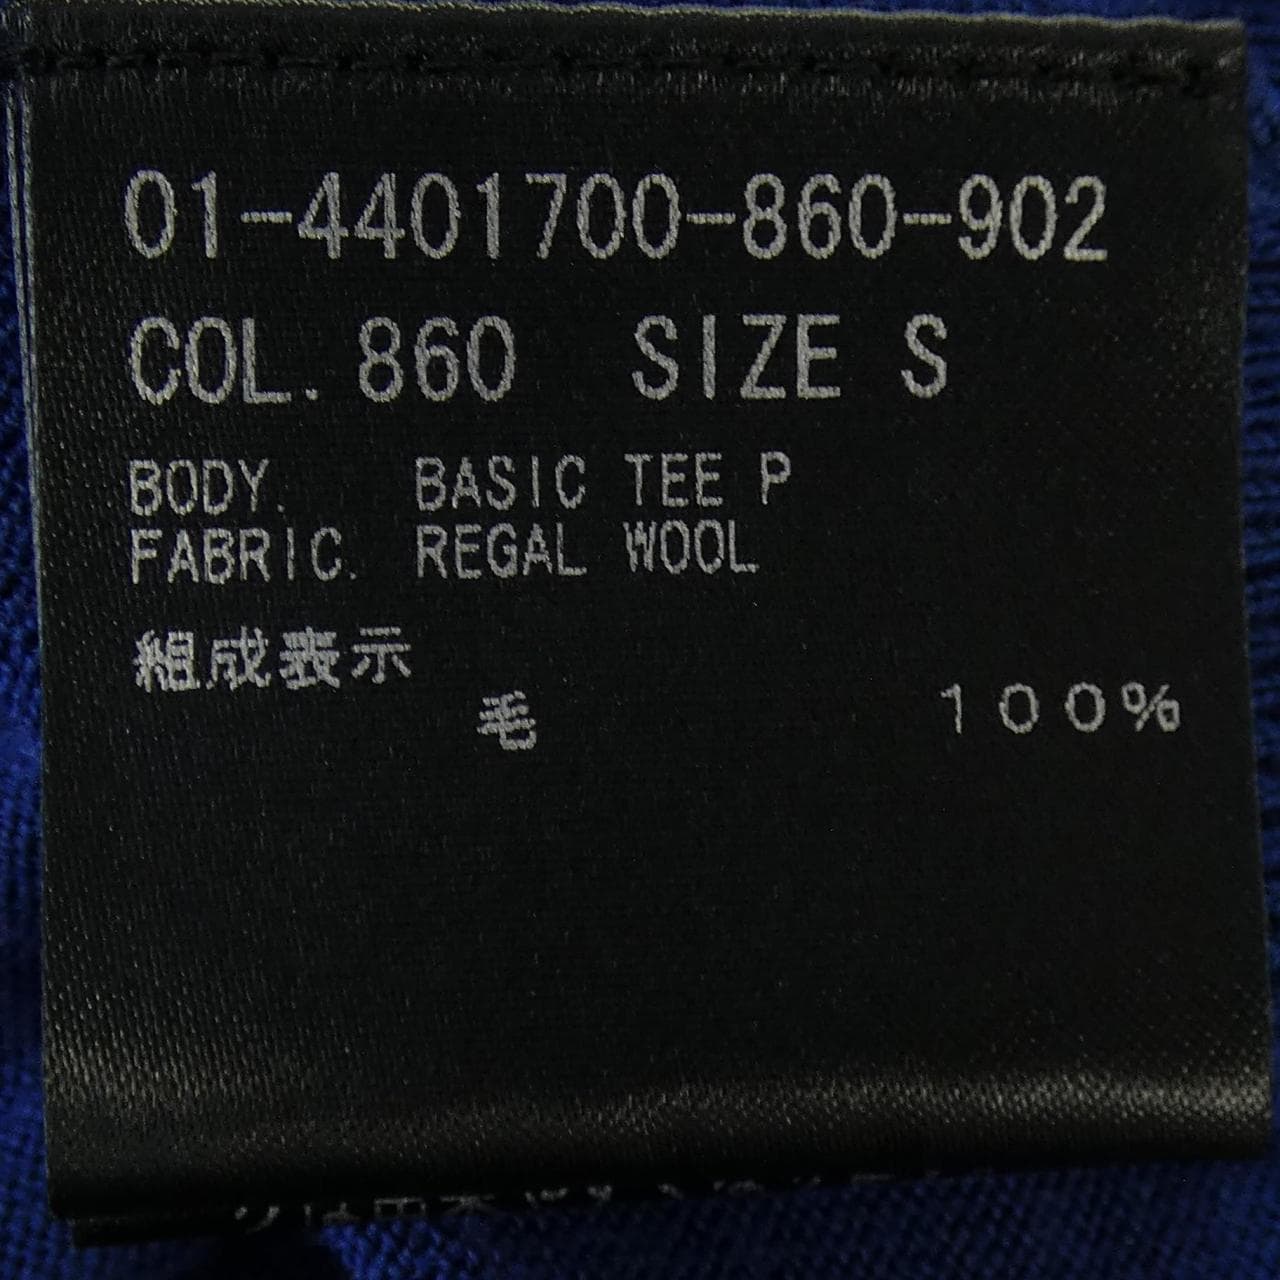 01-4401700-860-902
COL. 860 SIZE S
BODY. BASIC TEE P
FABRIC. REGAL WOOL
組成表示
毛 100%